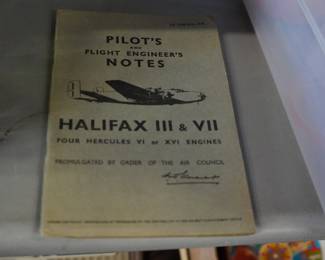 PILOT'S
AND
FLIGHT ENGINEER'S
NOTES
HALIFAX III & VII
FOUR HERCULES VI or XVI ENGINES
PROMULGATED BY ORDER OF THE AIR COUNCIL